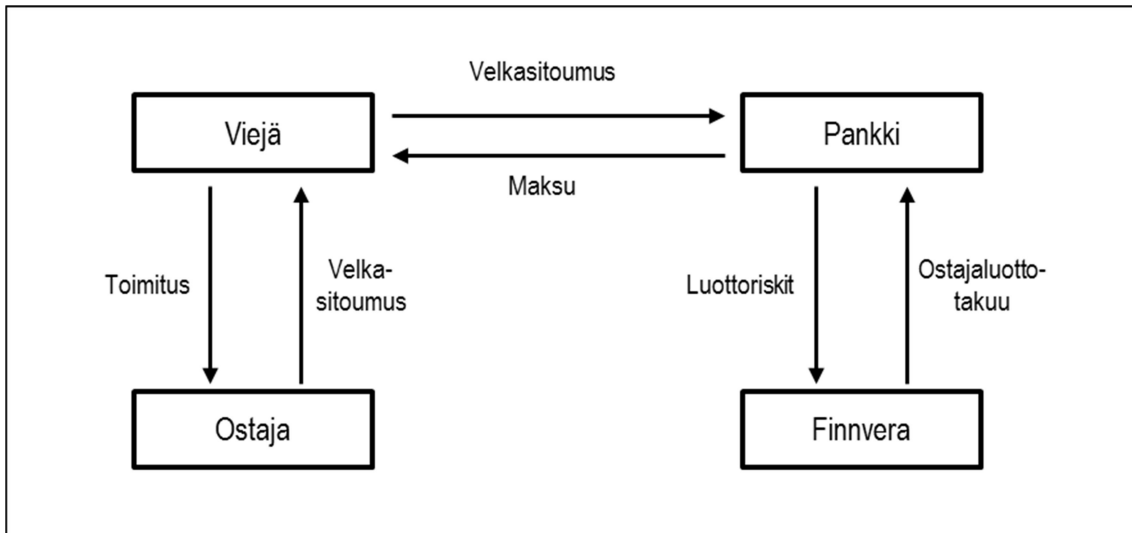 Velkasitoumus
Viejä
Pankki
Maksu
Toimitus
Velka-
sitoumus
Luottoriskit
Ostajaluotto-
takuu
Ostaja
Finnvera